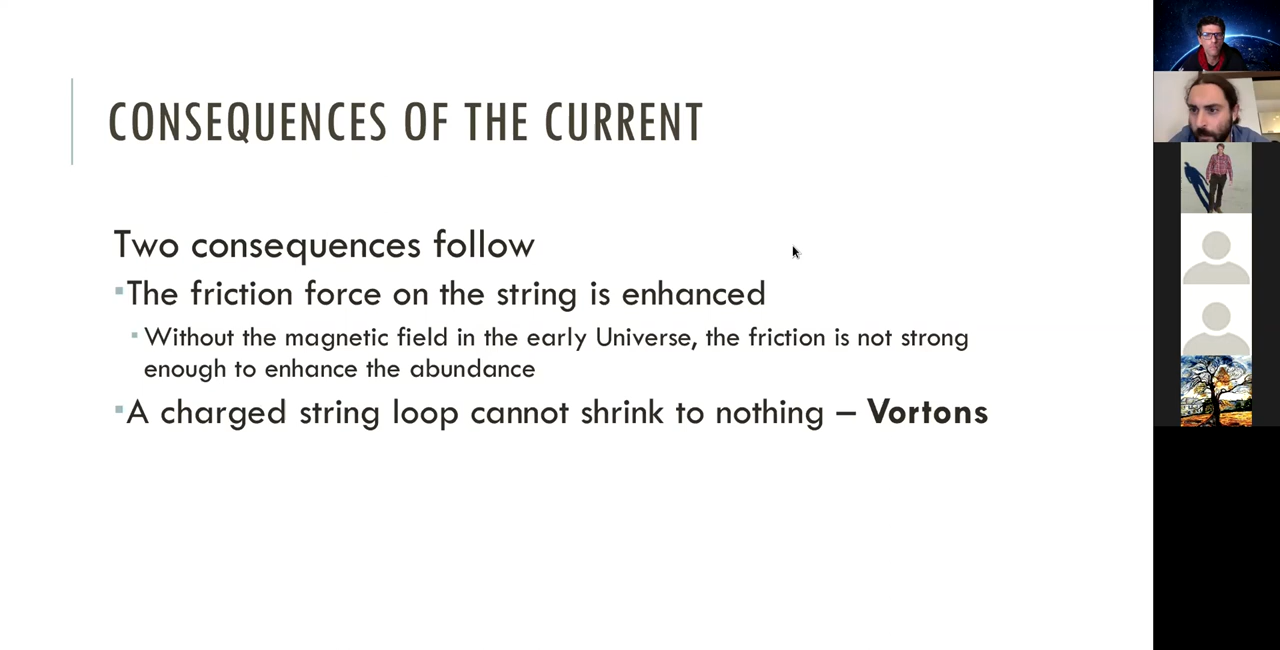 CONSEQUENCES OF THE CURRENT
Two consequences follow
▪The friction force on the string is enhanced
▪Without the magnetic field in the early Universe, the friction is not strong
enough to enhance the abundance
▪A charged string loop cannot shrink to nothing – Vortons